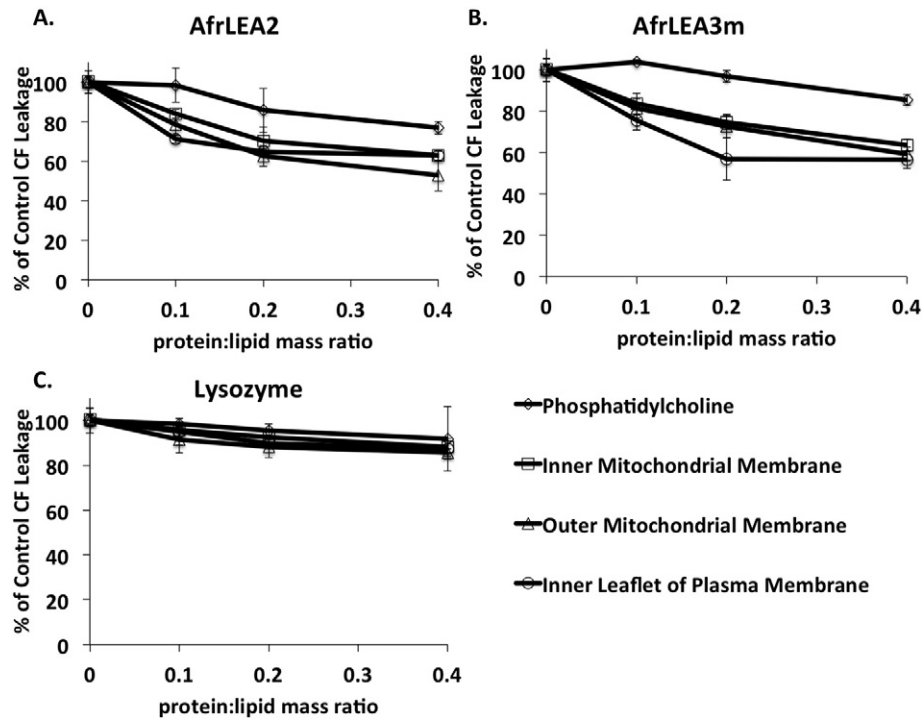 A.
AfrLEA2
% of Control CF Leakage
100
80
60
40
20
0
0 0.1 0.2 0.3 0.4
protein:lipid mass ratio
B.
AfrLEA3m
% of Control CF Leakage
100
80
60
40
20
0
0 0.1 0.2 0.3 0.4
protein:lipid mass ratio
C.
Lysozyme
% of Control CF Leakage
100
80
60
40
20
0
0 0.1 0.2 0.3 0.4
protein:lipid mass ratio
Phosphatidylcholine
Inner Mitochondrial Membrane
Outer Mitochondrial Membrane
Inner Leaflet of Plasma Membrane